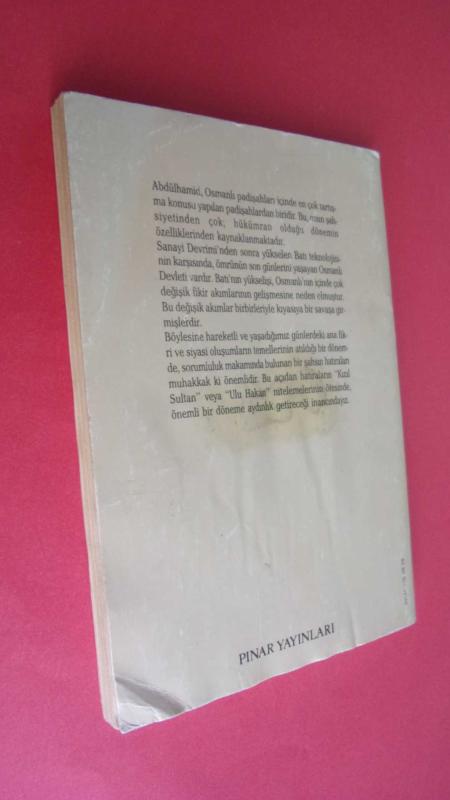 Abdülhamid, Osmanlı padişahları içinde en çok tartış-
ma konusu yapılan padişahlardan biridir. Bu, onun şah-
siyetinden çok, hükümran olduğu dönemin
özelliklerinden kaynaklanmaktadır.
Sanayi Devrimi'nden sonra yükselen Batı teknolojisi-
nin karşısında, ömrünün son günlerini yaşayan Osmanlı
Devleti vardır. Batı'nın yükselişi, Osmanlı'nın içinde çok
değişik fikir akımlarının gelişmesine neden olmuştur.
Bu değişik akımlar birbirleriyle kıyasıya bir savaşa gir-
mişlerdir.
Böylesine hareketli ve yaşadığımız günlerdeki ana fik-
ri ve siyasi oluşumların temellerinin atıldığı bir dönem-
de, sorumluluk makamında bulunan bir şahsın hatıraları
muhakkak ki önemlidir. Bu açıdan hatıraların "Kızıl
Sultan" veya "Ulu Hakan" nitelemelerinin ötesinde,
önemli bir döneme aydınlık getireceği inancındayız.
PINAR YAYINLARI